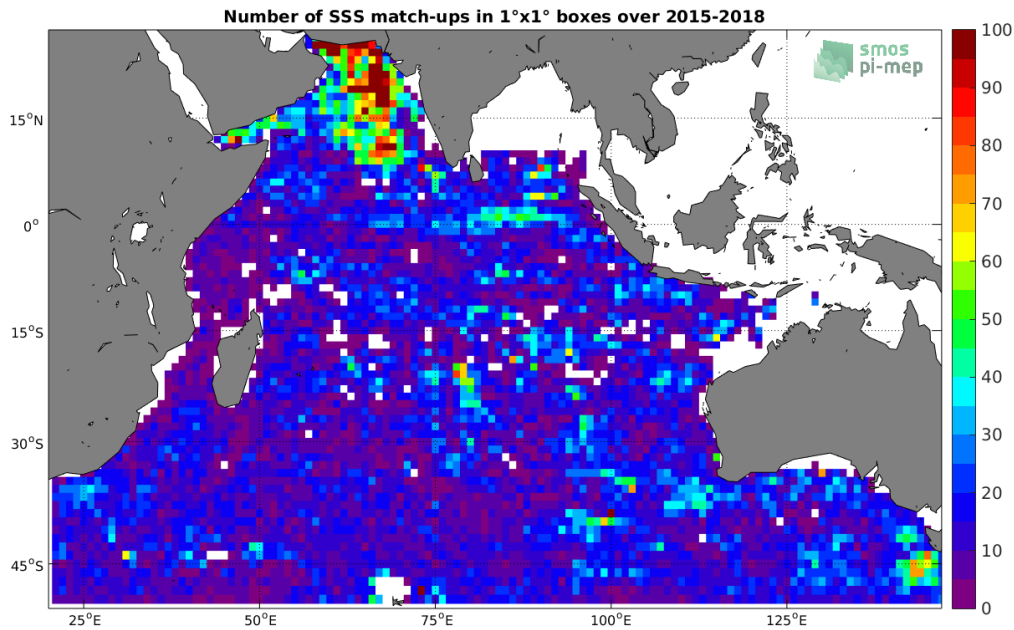 Number of SSS match-ups in 1°x1° boxes over 2015-2018
smos
pi-mep
100
90
80
70
60
50
40
30
20
10
0
15°N
0°
15°S
30°S
45°S
25°E
50°E
75°E
100°E
125°E